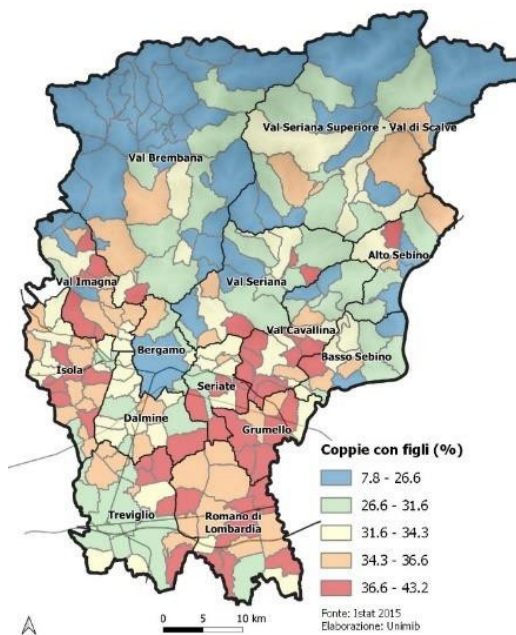 Val Seriana Superiore - Val di Scalve
Val Brembana
Alto Sebino
Val Imagna
Val Seriana
Val Cavallina
Bergamo
Basso Sebino
Isola
Seriate
Dalmine
Grumello
Treviglio
Romano di
Lombardia
Coppie con figli (%)
7.8 - 26.6
26.6 - 31.6
31.6 - 34.3
34.3 - 36.6
36.6 - 43.2
0 5 10 km
Fonte: Istat 2015
Elaborazione: Unimib